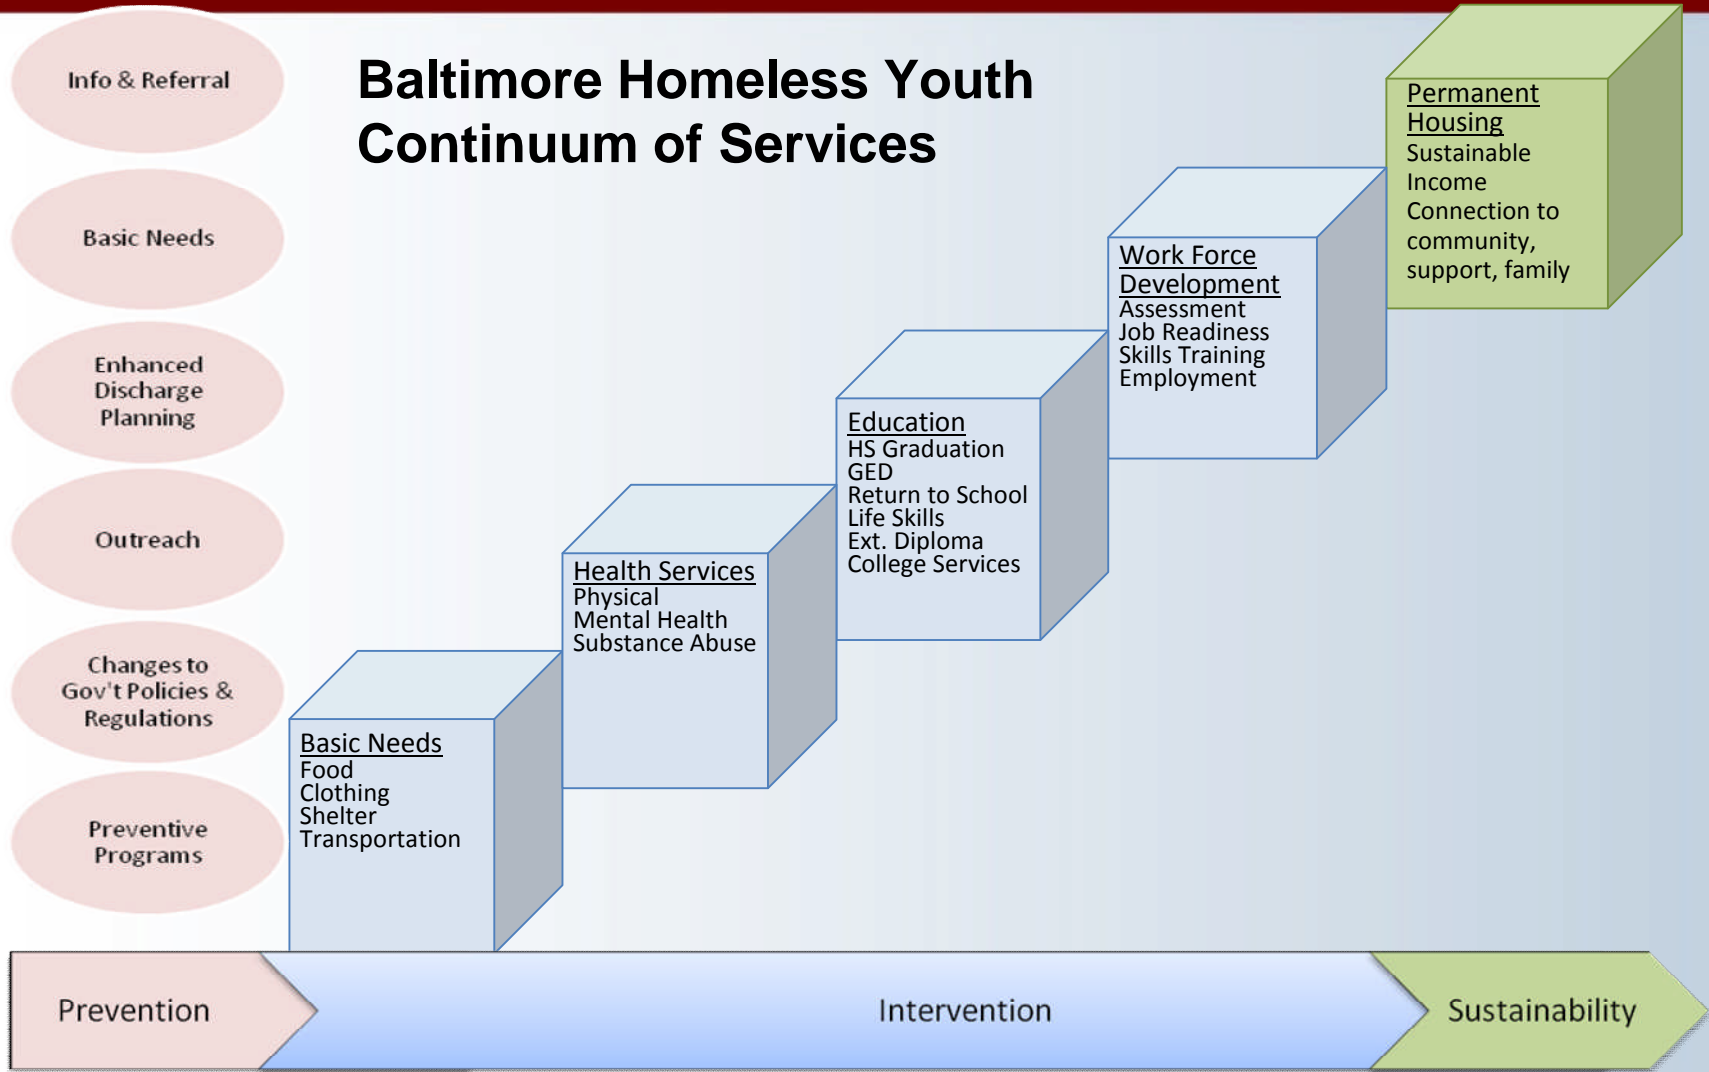 Baltimore Homeless Youth
Continuum of Services
Info & Referral
Basic Needs
Enhanced
Discharge
Planning
Outreach
Changes to
Gov't Policies &
Regulations
Preventive
Programs
Basic Needs
Food
Clothing
Shelter
Transportation
Health Services
Physical
Mental Health
Substance Abuse
Education
HS Graduation
GED
Return to School
Life Skills
Ext. Diploma
College Services
Work Force
Development
Assessment
Job Readiness
Skills Training
Employment
Permanent
Housing
Sustainable
Income
Connection to
community,
support, family
Prevention
Intervention
Sustainability